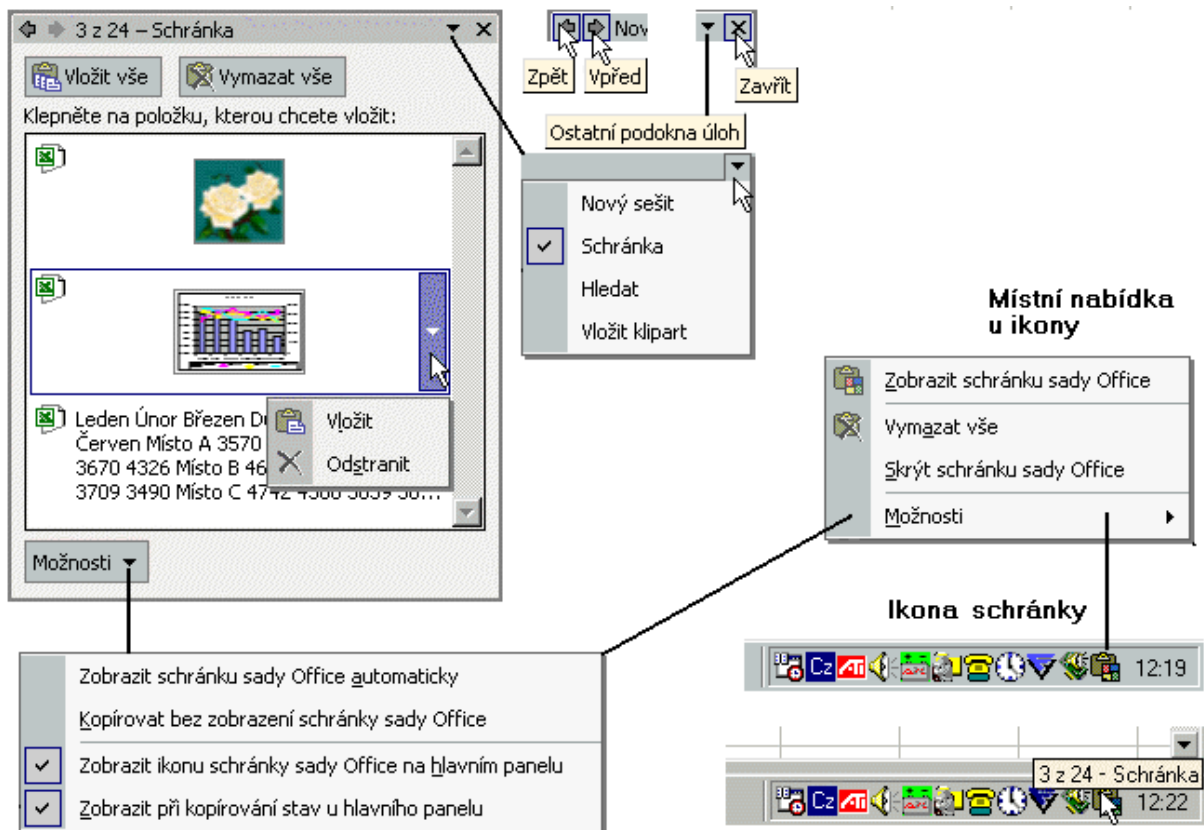 3 z 24 – Schránka
Vložit vše
Vymazat vše
Klepněte na položku, kterou chcete vložit:
Leden Únor Březen
Červen Místo A 3570
3670 4326 Místo B
3709 3490 Místo C
Vložit
Odstranit
Možnosti
Zobrazit schránku sady Office automaticky
Kopírovat bez zobrazení schránky sady Office
Zobrazit ikonu schránky sady Office na hlavním panelu
Zobrazit při kopírování stav u hlavního panelu
Nov
Zpět
Vpřed
Zavřít
Ostatní podokna úloh
Nový sešit
Schránka
Hledat
Vložit klipart
Místní nabídka
u ikony
Zobrazit schránku sady Office
Vymazat vše
Skrýt schránku sady Office
Možnosti
Ikona schránky
Cz
ATI
12:19
3 z 24 - Schránka
Cz
ATI
12:22